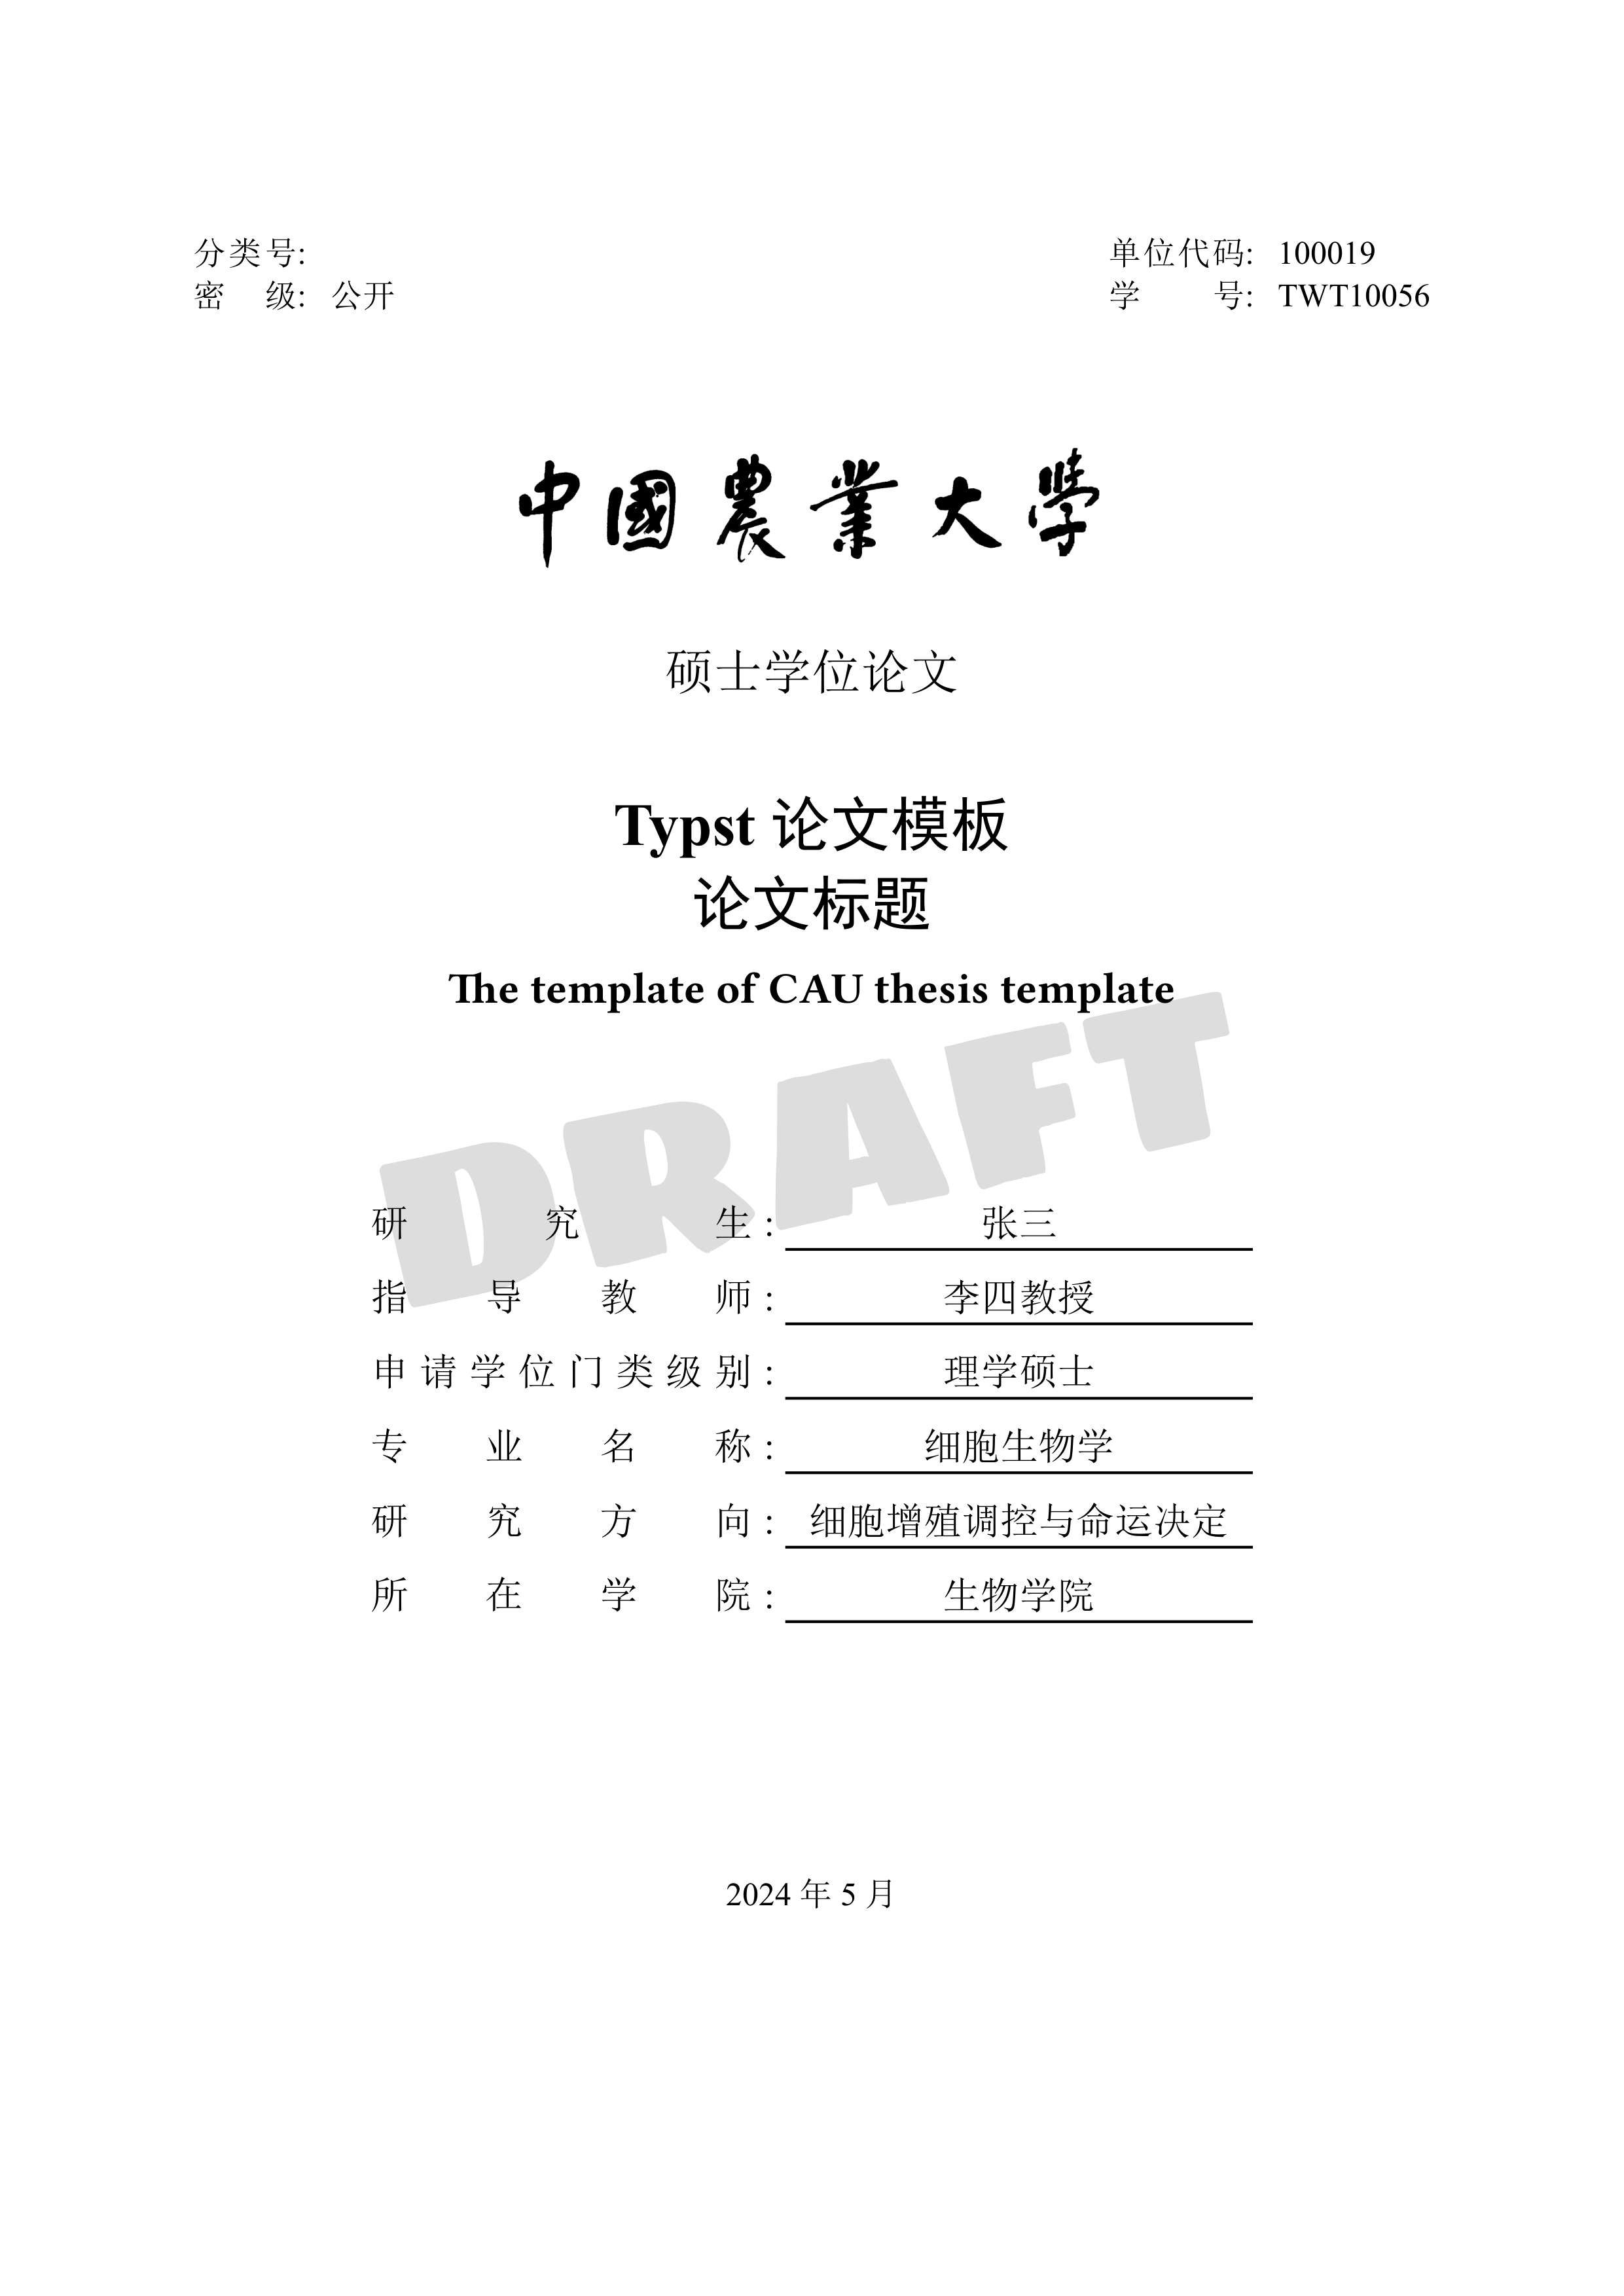 分类号: 单位代码: 100019
密 级: 公开 学 号: TWT10056
中國農業大學
硕士学位论文
Typst 论文模板
论文标题
The template of CAU thesis template
DRAFT
研究生: 张三
指导教师: 李四教授
申请学位门类级别: 理学硕士
专业名称: 细胞生物学
研究方向: 细胞增殖调控与命运决定
所在学院: 生物学院
2024 年 5 月